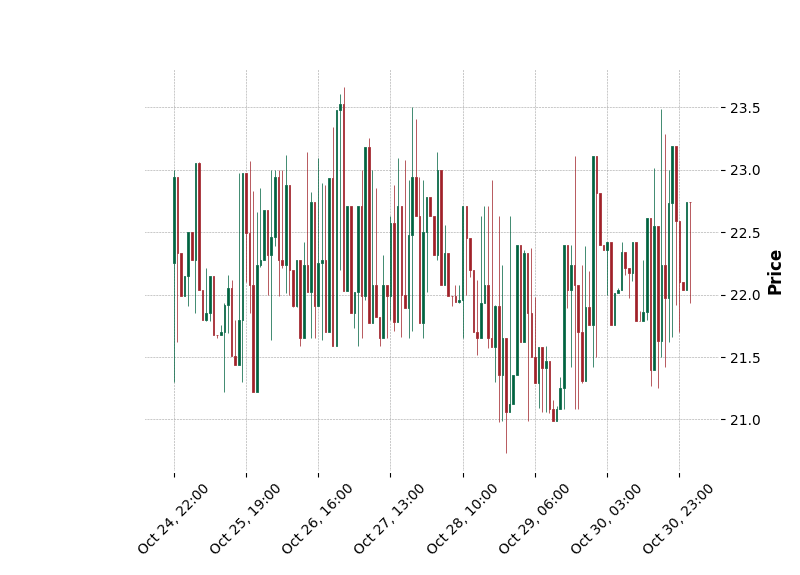 23.5
23.0
22.5
22.0
21.5
21.0
Price
Oct 24, 22:00
Oct 25, 19:00
Oct 26, 16:00
Oct 27, 13:00
Oct 28, 10:00
Oct 29, 06:00
Oct 30, 03:00
Oct 30, 23:00